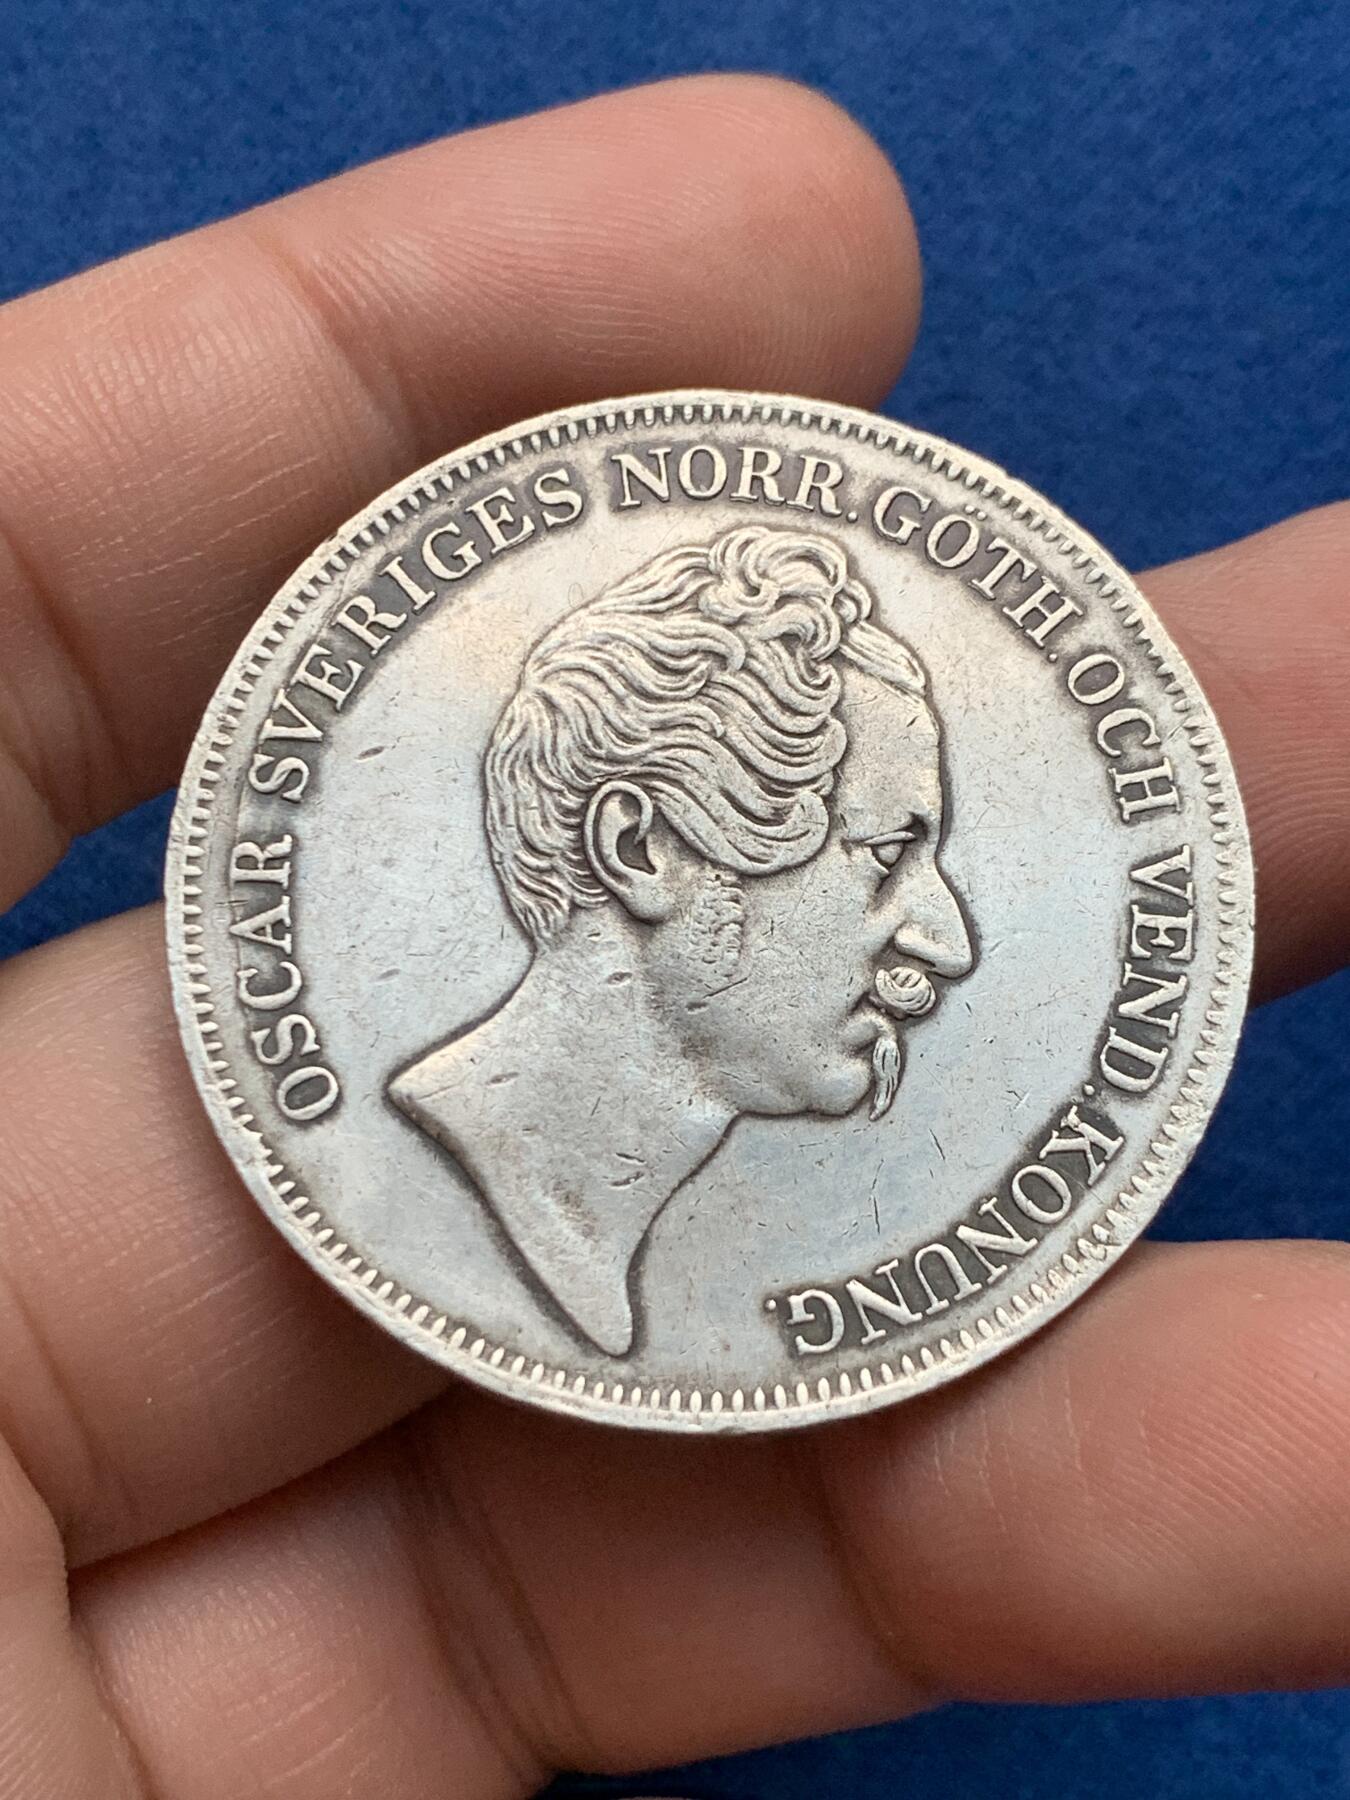 OSCAR SVERIGES NORR. GÖTH. OCH VEND. KONUNG.